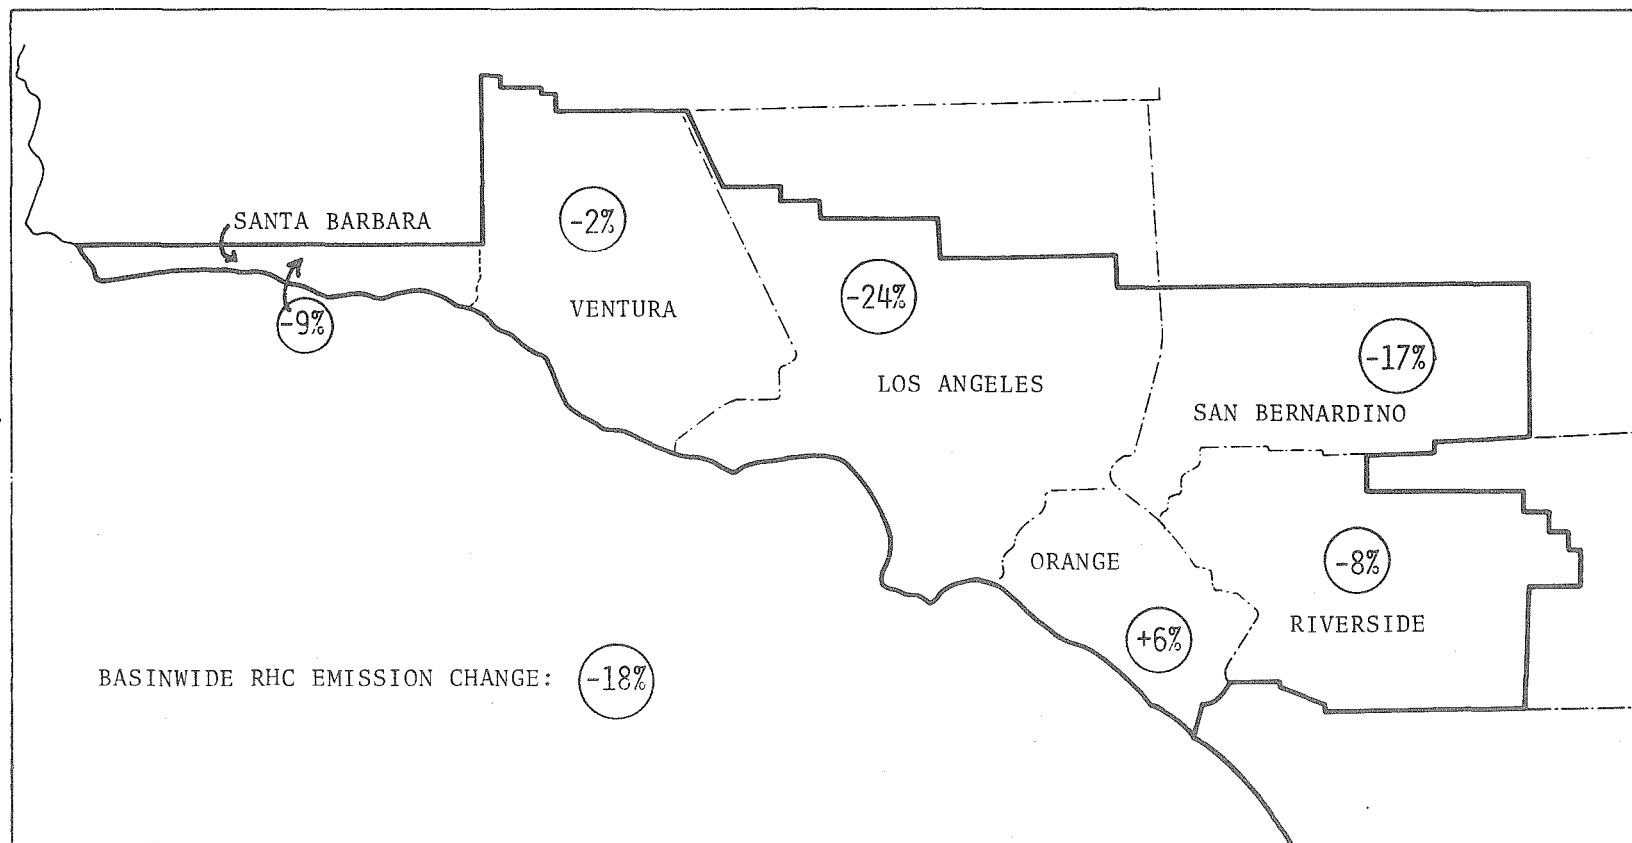 -2%
SANTA BARBARA
-24%
VENTURA
-9%
-17%
LOS ANGELES
SAN BERNARDINO
ORANGE
-8%
RIVERSIDE
+6%
BASINWIDE RHC EMISSION CHANGE: -18%